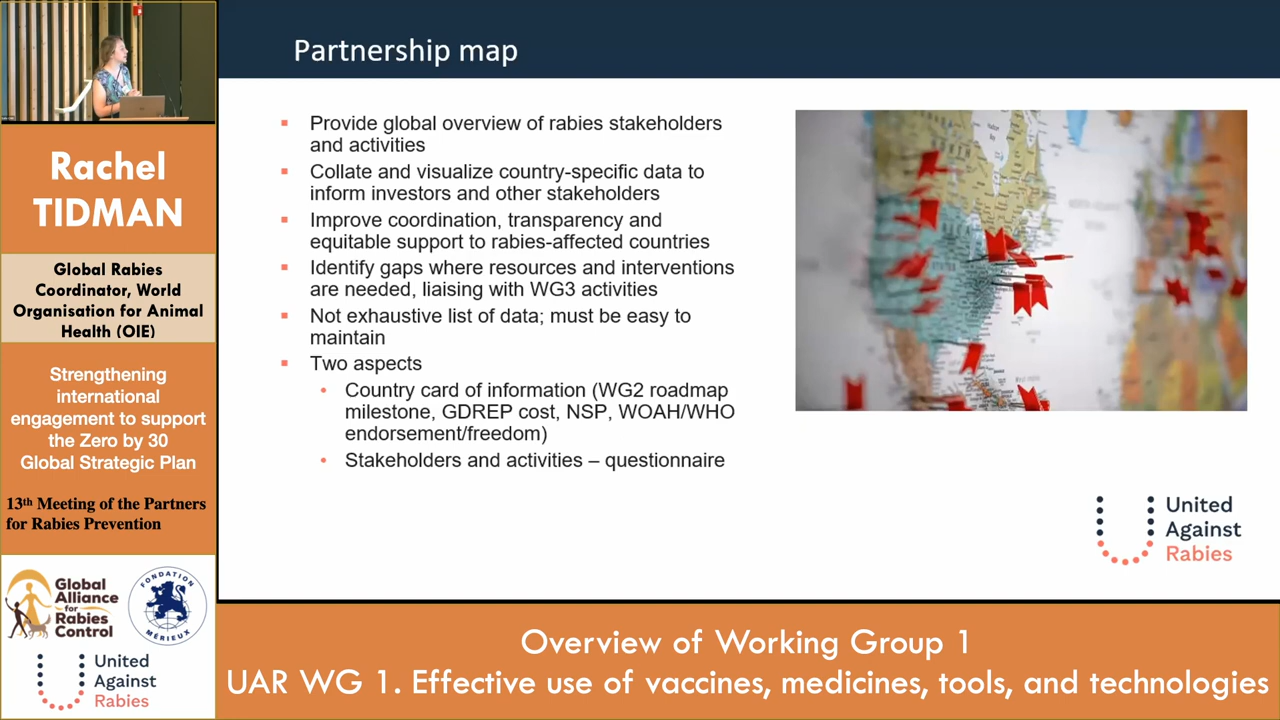 Partnership map
Provide global overview of rabies stakeholders
and activities
Collate and visualize country-specific data to
inform investors and other stakeholders
Improve coordination, transparency and
equitable support to rabies-affected countries
Identify gaps where resources and interventions
are needed, liaising with WG3 activities
Not exhaustive list of data; must be easy to
maintain
Two aspects
Country card of information (WG2 roadmap
milestone, GDREP cost, NSP, WOAH/WHO
endorsement/freedom)
Stakeholders and activities – questionnaire
United
Against
Rabies
Rachel
TIDMAN
Global Rabies
Coordinator, World
Organisation for Animal
Health (OIE)
Strengthening
international
engagement to support
the Zero by 30
Global Strategic Plan
13th Meeting of the Partners
for Rabies Prevention
Global
Alliance
for
Rabies
Control
FONDATION
MÉRIEUX
United
Against
Rabies
Overview of Working Group 1
UAR WG 1. Effective use of vaccines, medicines, tools, and technologies